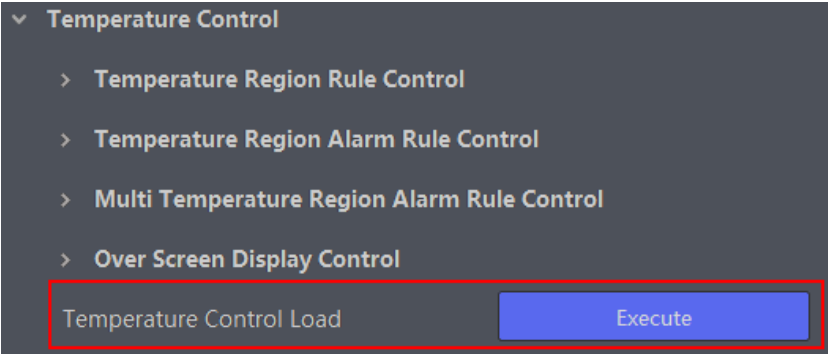 Temperature Control
Temperature Region Rule Control
Temperature Region Alarm Rule Control
Multi Temperature Region Alarm Rule Control
Over Screen Display Control
Temperature Control Load Execute